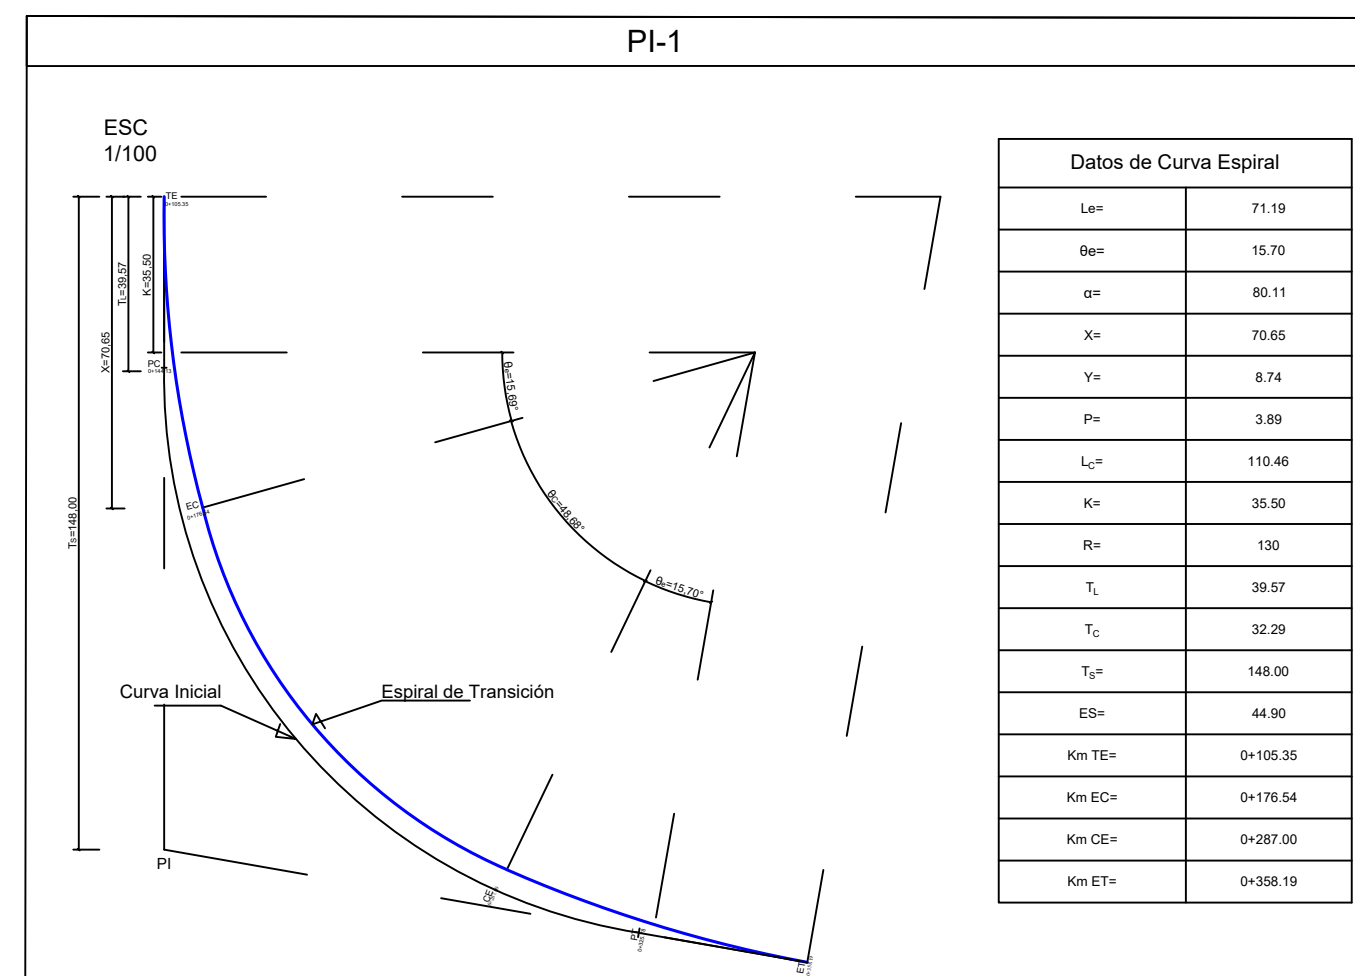 PI-1
ESC
1/100
TE
0+105.35
K=35,50
TL=39,57
X=70,65
Ts=148,00
PC
EC
θe=15,69°
θC=48,68°
θe=15,70°
Curva Inicial
Espiral de Transición
PI
CE
PT
ET
Datos de Curva Espiral
Le= 71.19
θe= 15.70
α= 80.11
X= 70.65
Y= 8.74
P= 3.89
LC= 110.46
K= 35.50
R= 130
TL 39.57
TC 32.29
TS= 148.00
ES= 44.90
Km TE= 0+105.35
Km EC= 0+176.54
Km CE= 0+287.00
Km ET= 0+358.19